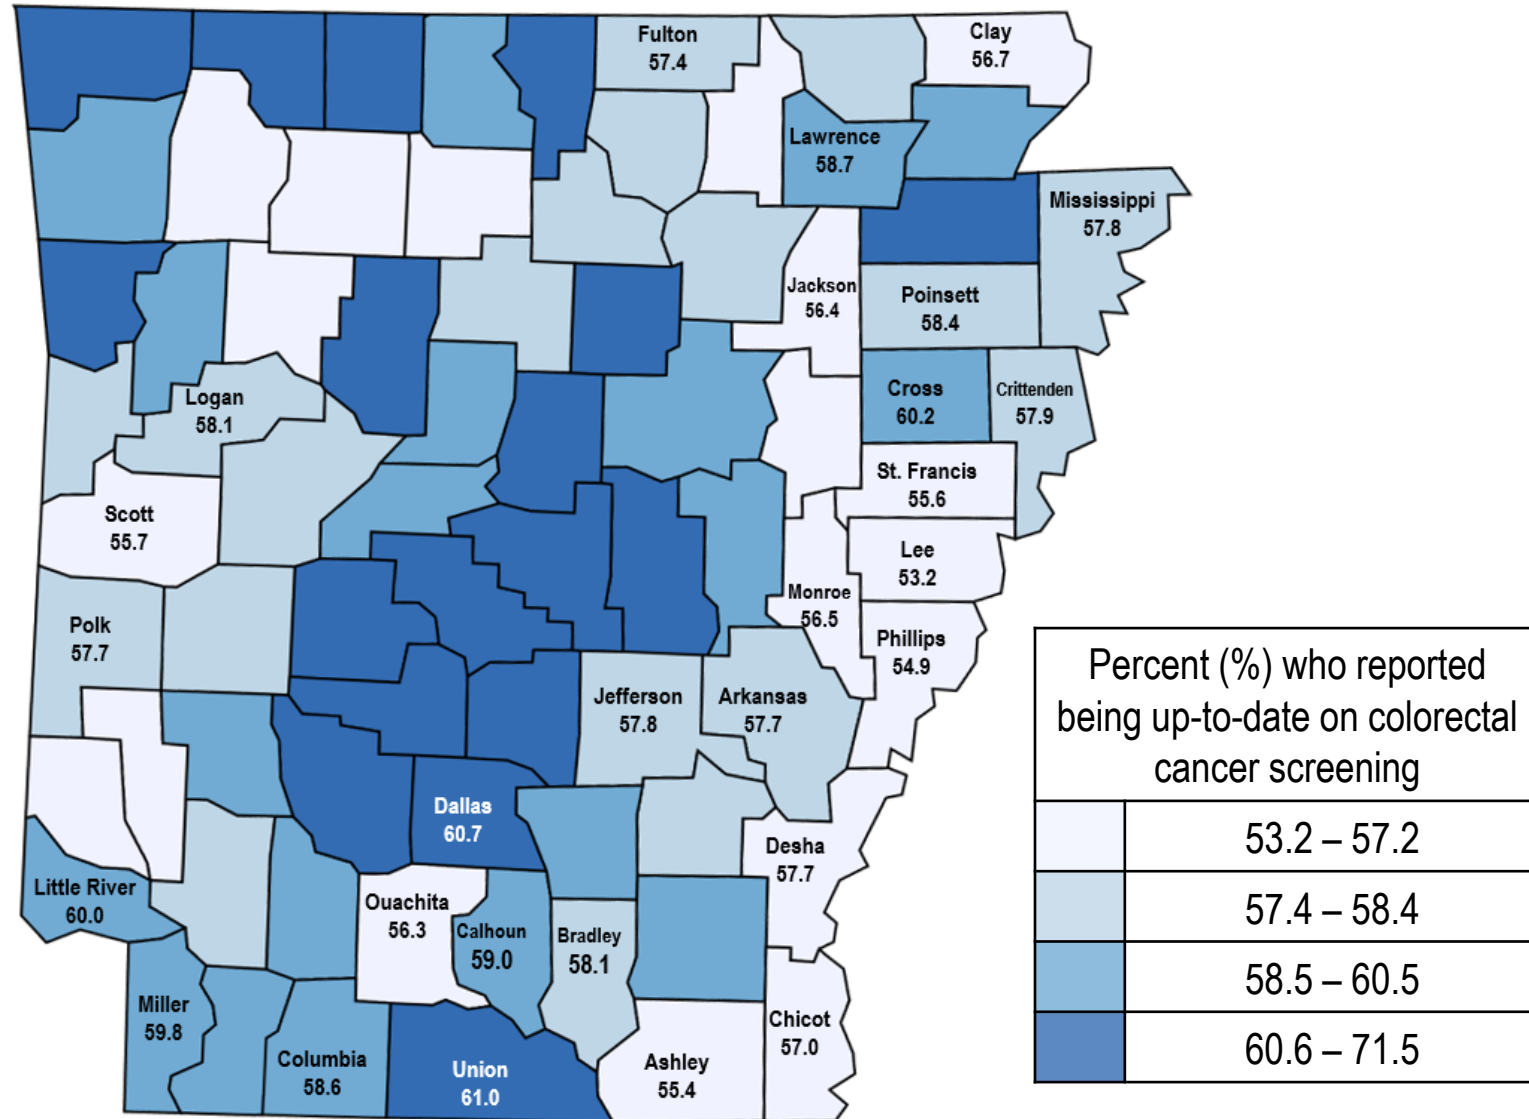 Fulton
57.4
Clay
56.7
Lawrence
58.7
Mississippi
57.8
Jackson
56.4
Poinsett
58.4
Logan
58.1
Cross
60.2
Crittenden
57.9
St. Francis
55.6
Scott
55.7
Lee
53.2
Monroe
56.5
Polk
57.7
Phillips
54.9
Jefferson
57.8
Arkansas
57.7
Dallas
60.7
Desha
57.7
Little River
60.0
Ouachita
56.3
Calhoun
59.0
Bradley
58.1
Miller
59.8
Chicot
57.0
Columbia
58.6
Union
61.0
Ashley
55.4
Percent (%) who reported
being up-to-date on colorectal
cancer screening
53.2 – 57.2
57.4 – 58.4
58.5 – 60.5
60.6 – 71.5